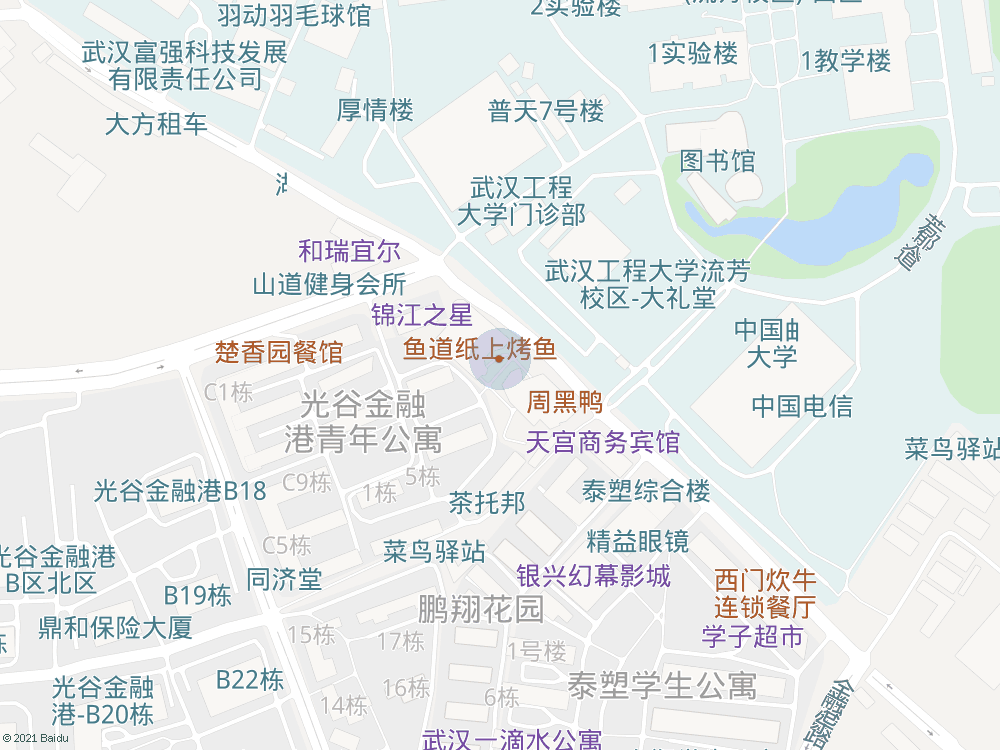 羽动羽毛球馆
2实验楼
武汉富强科技发展
有限责任公司
1实验楼
1教学楼
大方租车
厚情楼
普天7号楼
图书馆
武汉工程
大学门诊部
芳邻道
和瑞宜尔
山道健身会所
武汉工程大学流芳
校区-大礼堂
锦江之星
中国邮
大学
楚香园餐馆
鱼道纸上烤鱼
C1栋
光谷金融
港青年公寓
周黑鸭
中国电信
天宫商务宾馆
菜鸟驿站
光谷金融港B18
C9栋
1栋
5栋
茶托邦
泰塑综合楼
C5栋
菜鸟驿站
精益眼镜
光谷金融港
B区北区
同济堂
银兴幻幕影城
西门炊牛
连锁餐厅
B19栋
鹏翔花园
鼎和保险大厦
15栋
17栋
1号楼
学子超市
栋
B22栋
16栋
6栋
泰塑学生公寓
光谷金融
港-B20栋
14栋
金融港路
武汉一滴水公寓
© 2021 Baidu